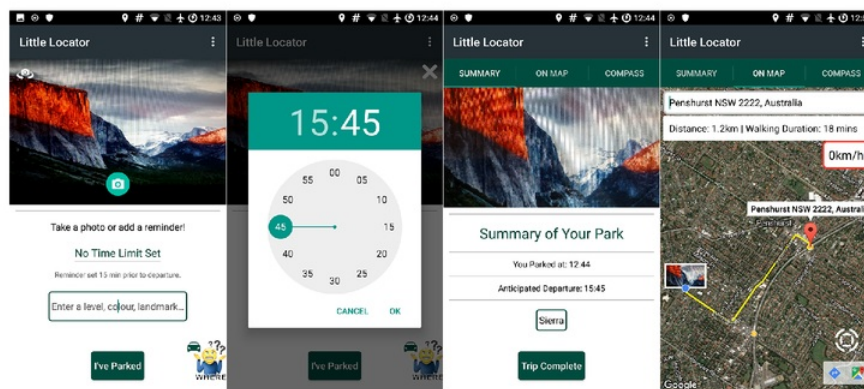 12:43
Little Locator
Take a photo or add a reminder!
No Time Limit Set
Reminder set 15 min prior to departure.
Enter a level, colour, landmark...
I've Parked
???
WHERE
12:44
Little Locator
15:45
00
05
10
15
20
25
30
35
40
45
50
55
CANCEL
OK
I've Parked
???
WHERE
12:44
Little Locator
SUMMARY
ON MAP
COMPASS
Summary of Your Park
You Parked at: 12:44
Anticipated Departure: 15:45
Sierra
Trip Complete
Little Locator
SUMMARY
ON MAP
COMPASS
Penshurst NSW 2222, Australia
Distance: 1.2km | Walking Duration: 18 mins
0km/h
Penshurst NSW 2222, Austral
Penshurst
Google